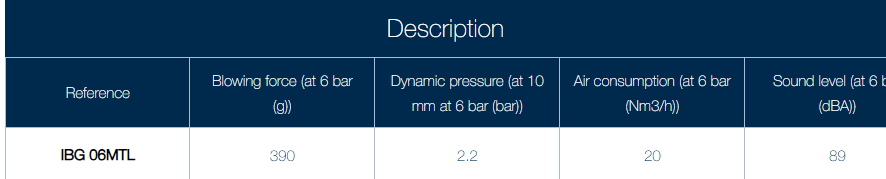 Description
Reference
Blowing force (at 6 bar
(g))
Dynamic pressure (at 10
mm at 6 bar (bar))
Air consumption (at 6 bar
(Nm3/h))
Sound level (at 6
(dBA))
IBG 06MTL
390
2.2
20
89